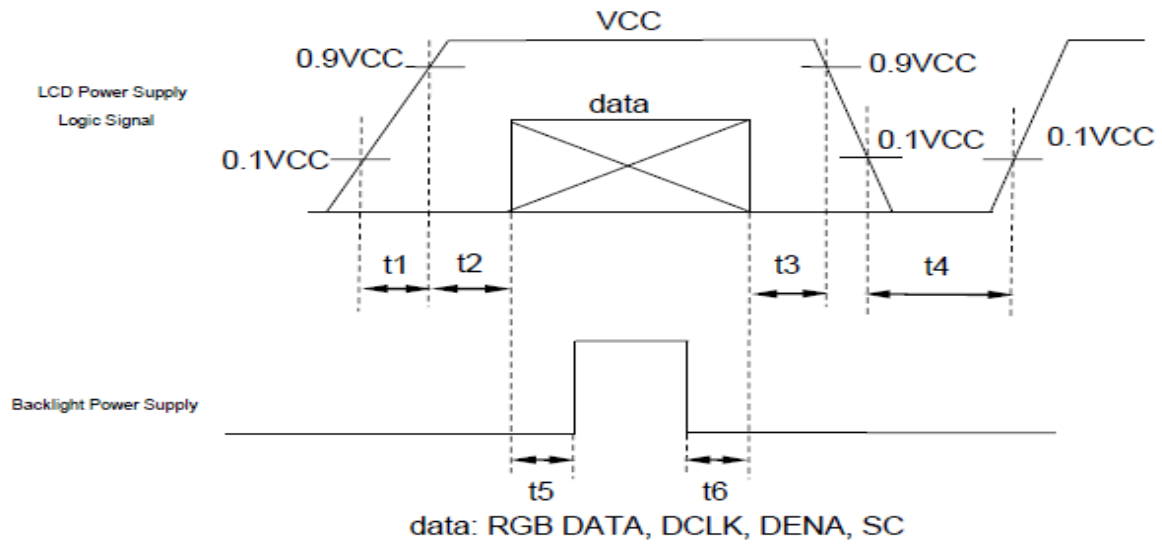 VCC
0.9VCC
0.9VCC
LCD Power Supply
Logic Signal
data
0.1VCC
0.1VCC
0.1VCC
t1
t2
t3
t4
Backlight Power Supply
t5
t6
data: RGB DATA, DCLK, DENA, SC